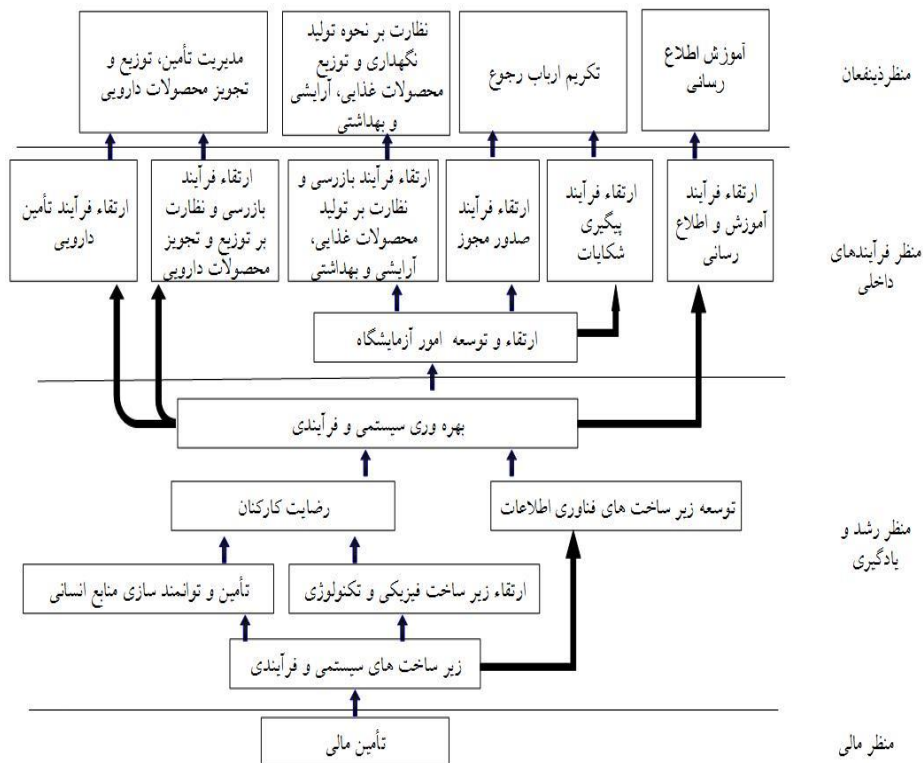 منظرذینفعان
آموزش اطلاع
رسانی
تکریم ارباب رجوع
نظارت بر نحوه تولید
نگهداری و توزیع
محصولات غذایی، آرایشی
و بهداشتی
مدیریت تأمین، توزیع و
تجویز محصولات دارویی
منظر فرآیندهای
داخلی
ارتقاء فرآیند
آموزش و اطلاع
رسانی
ارتقاء فرآیند
پیگیری
شکایات
ارتقاء فرآیند
صدور مجوز
ارتقاء فرآیند بازرسی و
نظارت بر تولید
محصولات غذایی،
آرایشی و بهداشتی
ارتقاء فرآیند
بازرسی و نظارت
بر توزیع و تجویز
محصولات دارویی
ارتقاء فرآیند تأمین
دارویی
ارتقاء و توسعه امور آزمایشگاه
منظر رشد و
یادگیری
بهره وری سیستمی و فرآیندی
توسعه زیر ساخت های فناوری اطلاعات
رضایت کارکنان
ارتقاء زیر ساخت فیزیکی و تکنولوژی
تأمین و توانمند سازی منابع انسانی
زیر ساخت های سیستمی و فرآیندی
منظر مالی
تأمین مالی